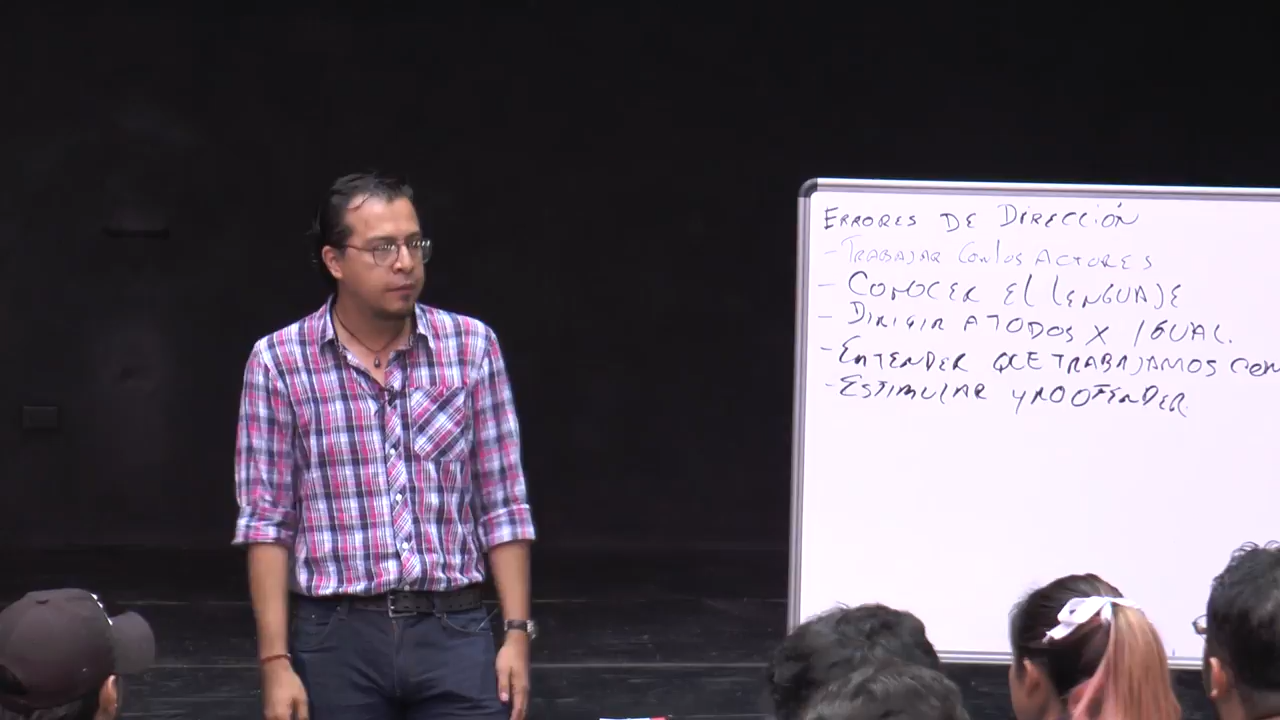 ERRORES DE DIRECCIÓN
- TRABAJAR CON LOS ACTORES
- CONOCER EL LENGUAJE
- DIRIGIR A TODOS X IGUAL.
- ENTENDER QUE TRABAJAMOS CON
- ESTIMULAR Y NO OFENDER.